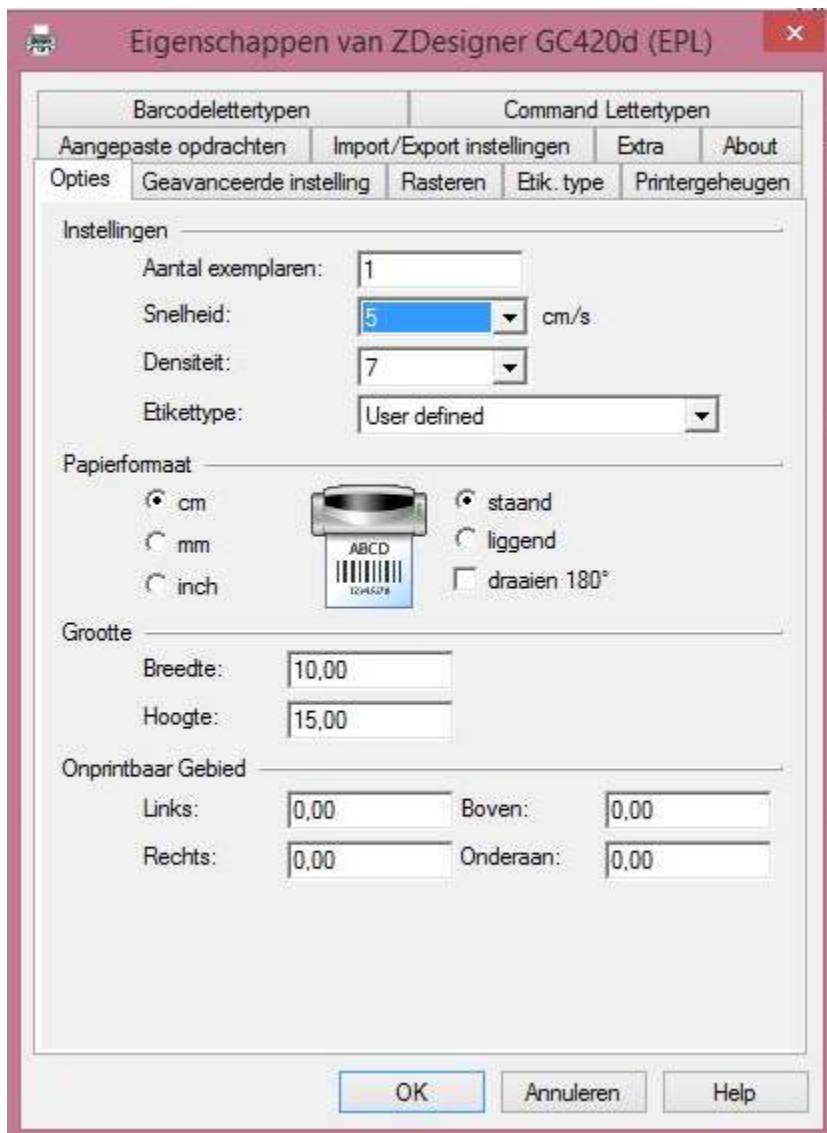 Eigenschappen van ZDesigner GC420d (EPL)
Barcodelettertypen Command Lettertypen
Aangepaste opdrachten Import/Export instellingen Extra About
Opties Geavanceerde instelling Rasteren Etik. type Printergeheugen
Instellingen
Aantal exemplaren: 1
Snelheid: 5 cm/s
Densiteit: 7
Etikettype: User defined
Papierformaat
cm staand
mm liggend
inch draaien 180°
ABCD
Grootte
Breedte: 10,00
Hoogte: 15,00
Onprintbaar Gebied
Links: 0,00 Boven: 0,00
Rechts: 0,00 Onderaan: 0,00
OK Annuleren Help